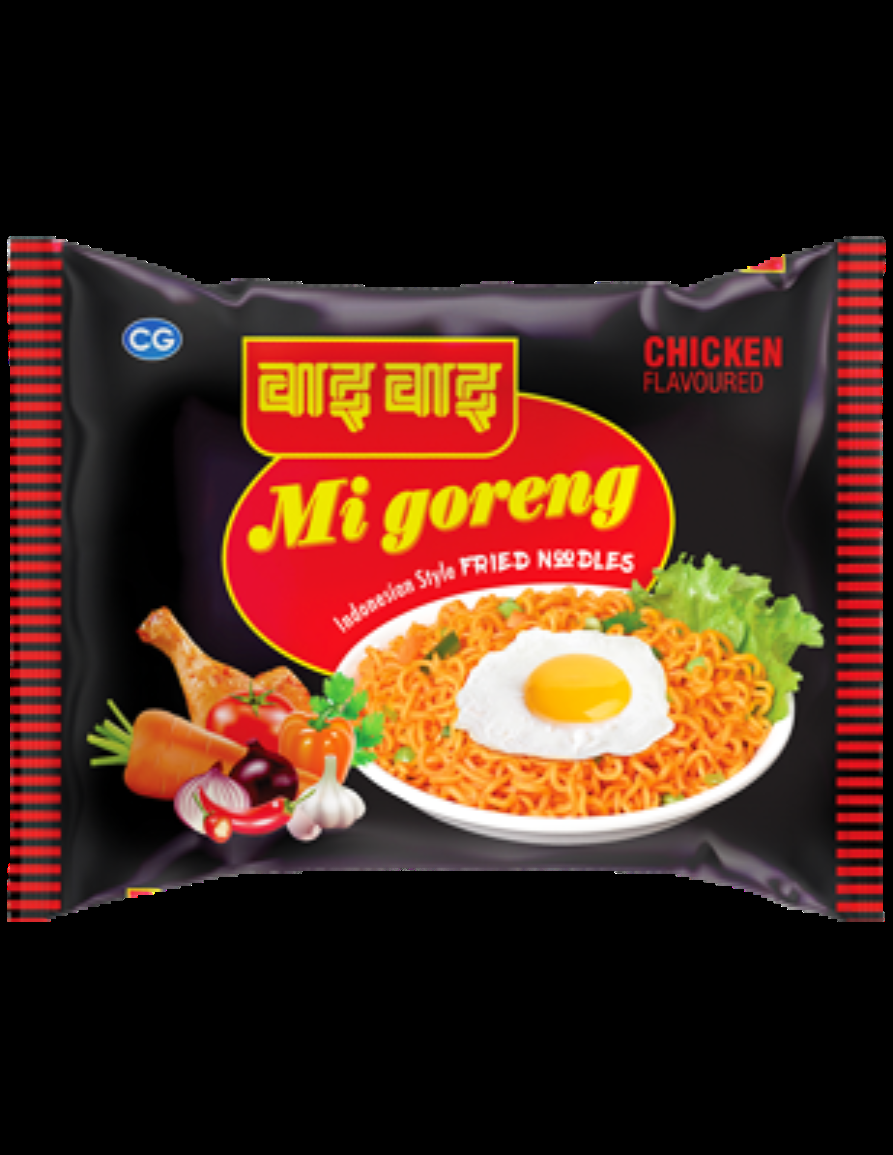 CG
वाइ वाइ
CHICKEN
FLAVOURED
Mi goreng
Indonesian Style FRIED NOODLES